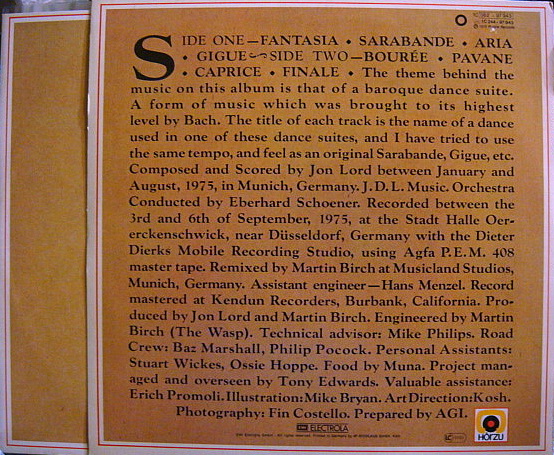 SIDE ONE—FANTASIA • SARABANDE • ARIA
• GIGUE~SIDE TWO—BOURÉE • PAVANE
• CAPRICE • FINALE • The theme behind the
music on this album is that of a baroque dance suite.
A form of music which was brought to its highest
level by Bach. The title of each track is the name of a dance
used in one of these dance suites, and I have tried to use
the same tempo, and feel as an original Sarabande, Gigue, etc.
Composed and Scored by Jon Lord between January and
August, 1975, in Munich, Germany. J.D.L. Music. Orchestra
Conducted by Eberhard Schoener. Recorded between the
3rd and 6th of September, 1975, at the Stadt Halle Oer-
erckenschwick, near Düsseldorf, Germany with the Dieter
Dierks Mobile Recording Studio, using Agfa P.E.M. 408
master tape. Remixed by Martin Birch at Musicland Studios,
Munich, Germany. Assistant engineer—Hans Menzel. Record
mastered at Kendun Recorders, Burbank, California. Pro-
duced by Jon Lord and Martin Birch. Engineered by Martin
Birch (The Wasp). Technical advisor: Mike Philips. Road
Crew: Baz Marshall, Philip Pocock. Personal Assistants:
Stuart Wickes, Ossie Hoppe. Food by Muna. Project man-
aged and overseen by Tony Edwards. Valuable assistance:
Erich Promoli. Illustration: Mike Bryan. Art Direction: Kosh.
Photography: Fin Costello. Prepared by AGI.
EMI ELECTROLA
HÖRZU